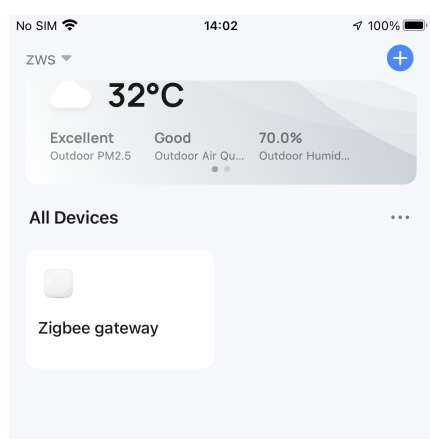 No SIM 14:02 100%
ZWS
32°C
Excellent Good 70.0%
Outdoor PM2.5 Outdoor Air Qu... Outdoor Humid...
All Devices
Zigbee gateway